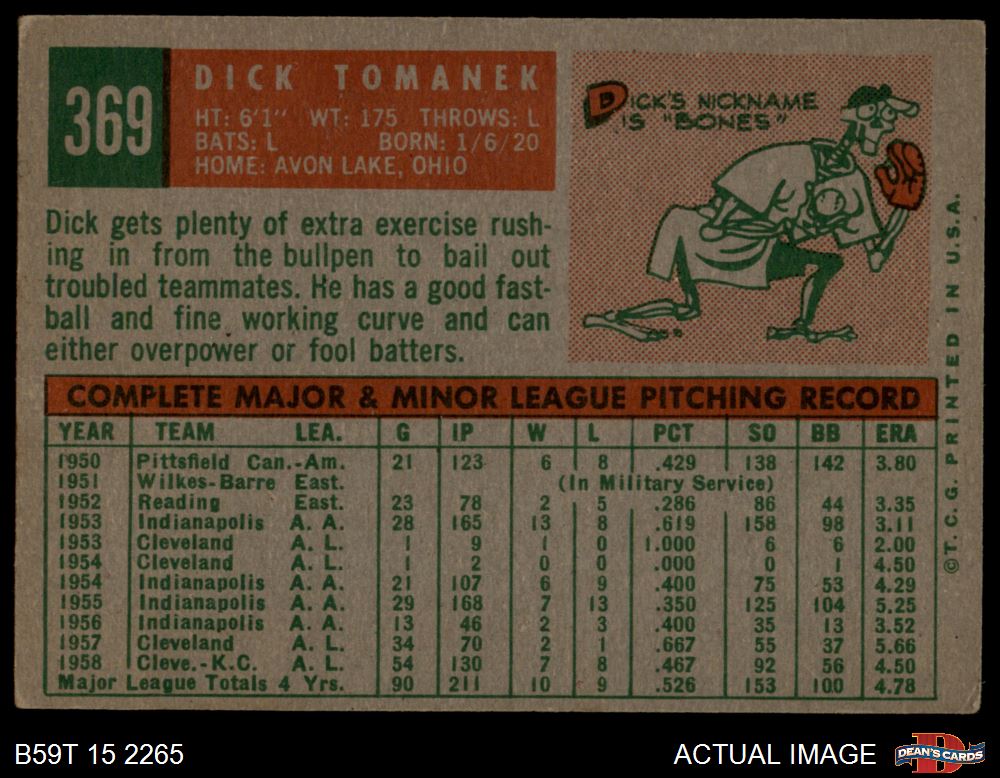 369
DICK TOMANEK
HT: 6'1" WT: 175 THROWS: L
BATS: L BORN: 1/6/20
HOME: AVON LAKE, OHIO
DICK'S NICKNAME
IS "BONES"
Dick gets plenty of extra exercise rush-
ing in from the bullpen to bail out
troubled teammates. He has a good fast-
ball and fine working curve and can
either overpower or fool batters.
COMPLETE MAJOR & MINOR LEAGUE PITCHING RECORD
YEAR TEAM LEA. G IP W L PCT SO BB ERA
1950 Pittsfield Can.-Am. 21 123 6 8 .429 138 142 3.80
1951 Wilkes-Barre East. (In Military Service)
1952 Reading East. 23 78 2 5 .286 86 44 3.35
1953 Indianapolis A. A. 28 165 13 8 .619 158 98 3.11
1953 Cleveland A. L. 1 9 1 0 1.000 6 6 2.00
1954 Cleveland A. L. 1 2 0 0 .000 0 1 4.50
1954 Indianapolis A. A. 21 107 6 9 .400 75 53 4.29
1955 Indianapolis A. A. 29 168 7 13 .350 125 104 5.25
1956 Indianapolis A. A. 13 46 2 3 .400 35 13 3.52
1957 Cleveland A. L. 34 70 2 1 .667 55 37 5.66
1958 Cleve.-K.C. A. L. 54 130 7 8 .467 92 56 4.50
Major League Totals 4 Yrs. 90 211 10 9 .526 153 100 4.78
© T. C. G. PRINTED IN U.S.A.
B59T 15 2265
ACTUAL IMAGE
DEAN'S CARDS